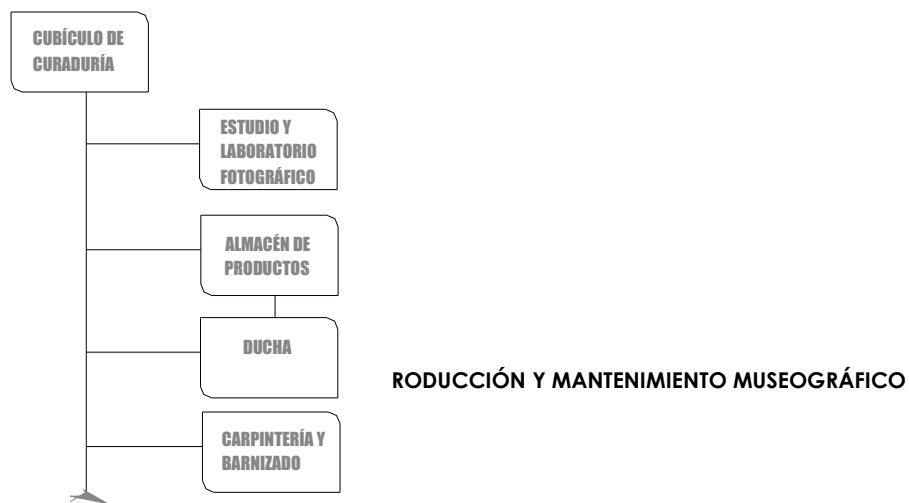 CUBÍCULO DE
CURADURÍA
ESTUDIO Y
LABORATORIO
FOTOGRÁFICO
ALMACÉN DE
PRODUCTOS
DUCHA
RODUCCIÓN Y MANTENIMIENTO MUSEOGRÁFICO
CARPINTERÍA Y
BARNIZADO